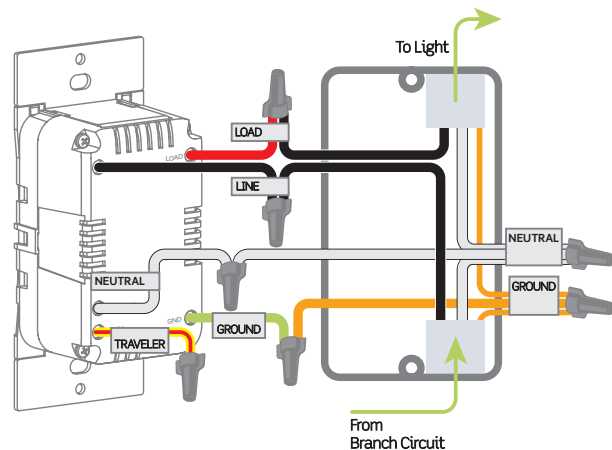 To Light
LOAD
LOAD
LINE
NEUTRAL
NEUTRAL
GROUND
GND
GROUND
TRAVELER
From
Branch Circuit